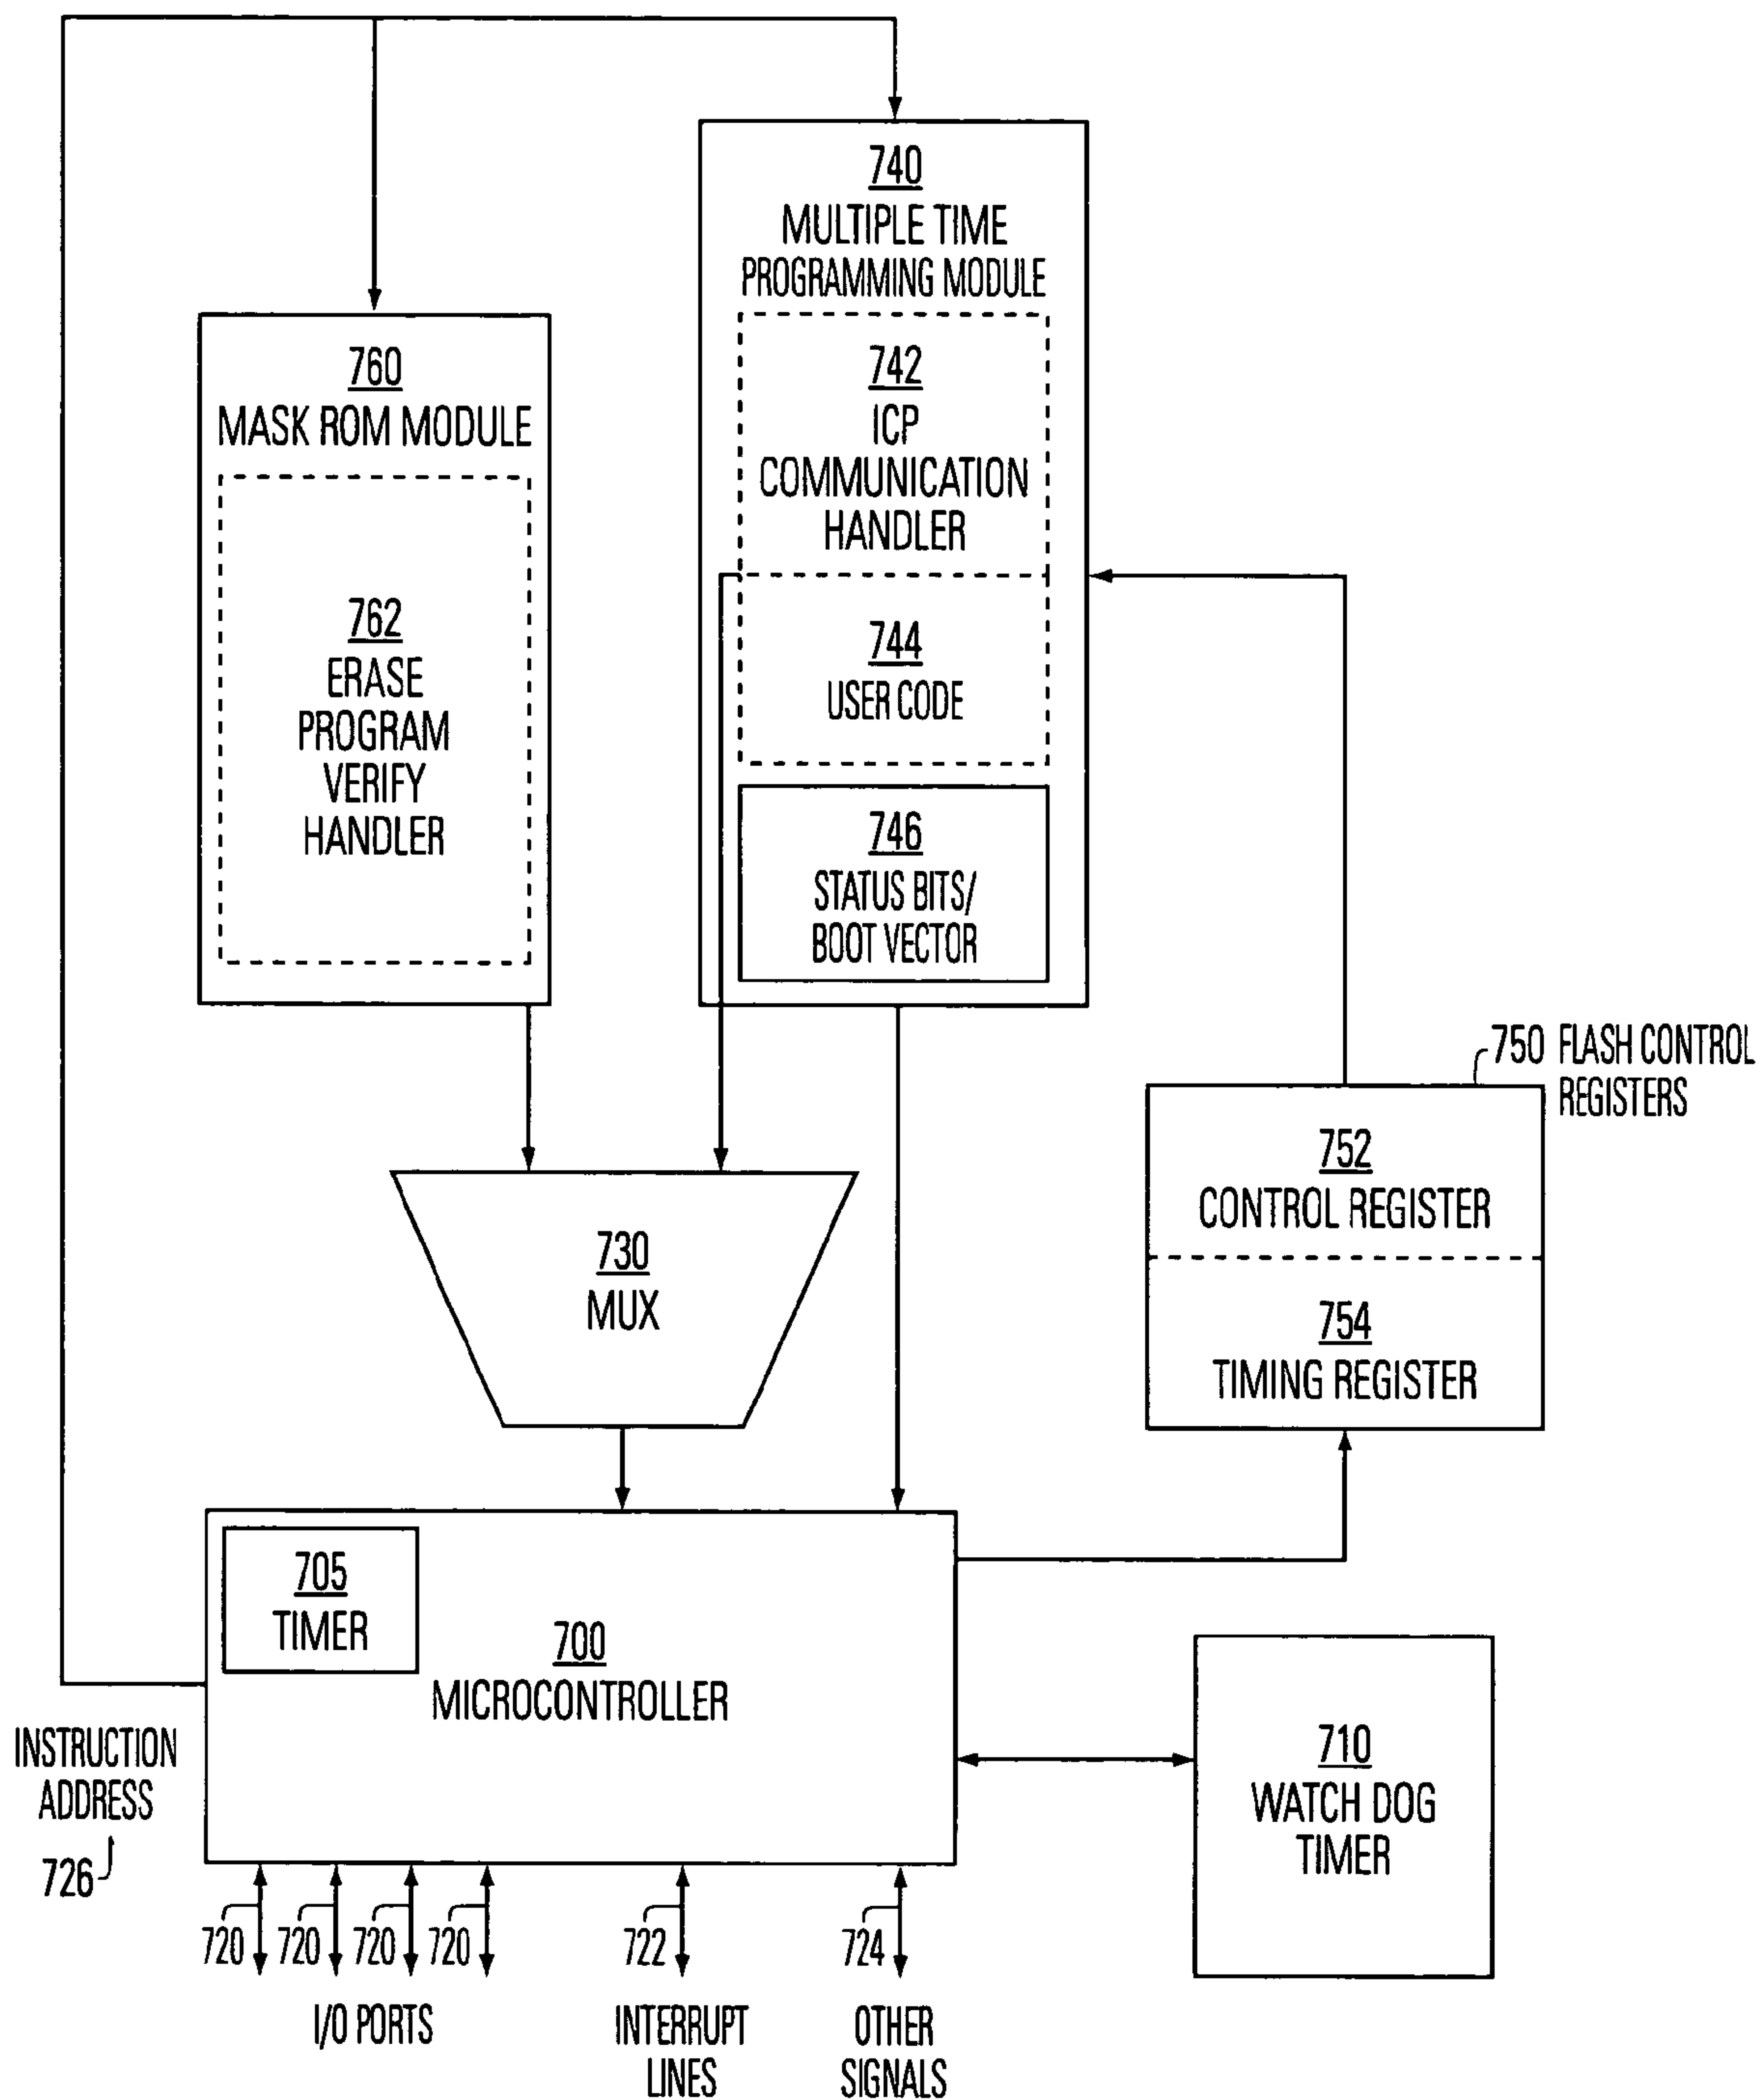 740
MULTIPLE TIME
PROGRAMMING MODULE
760
MASK ROM MODULE
742
ICP
COMMUNICATION
HANDLER
762
ERASE
PROGRAM
VERIFY
HANDLER
744
USER CODE
746
STATUS BITS/
BOOT VECTOR
750 FLASH CONTROL
REGISTERS
752
CONTROL REGISTER
754
TIMING REGISTER
730
MUX
705
TIMER
700
MICROCONTROLLER
710
WATCH DOG
TIMER
INSTRUCTION
ADDRESS
726
720 720 720 720 722 724
I/O PORTS
INTERRUPT
LINES
OTHER
SIGNALS